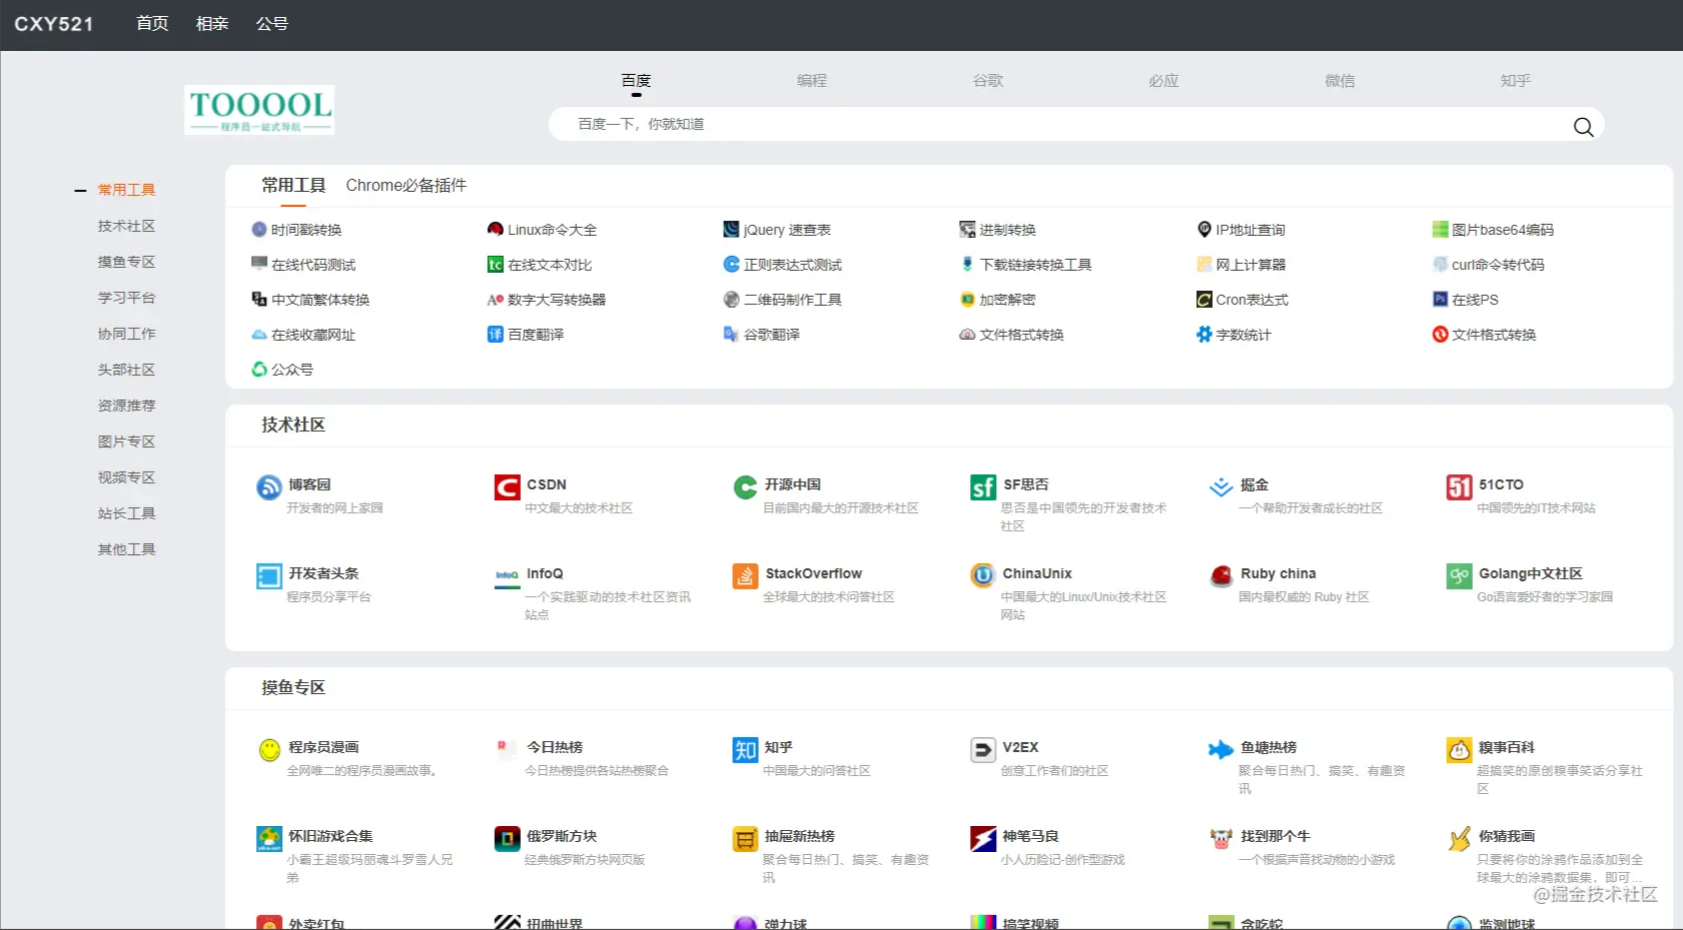 CXY521 首页 相亲 公号
百度 编程 谷歌 必应 微信 知乎
TOOOOL
程序员一站式导航
百度一下，你就知道
常用工具
技术社区
摸鱼专区
学习平台
协同工作
头部社区
资源推荐
图片专区
视频专区
站长工具
其他工具
常用工具 Chrome必备插件
时间戳转换 Linux命令大全 jQuery 速查表 进制转换 IP地址查询 图片base64编码
在线代码测试 在线文本对比 正则表达式测试 下载链接转换工具 网上计算器 curl命令转代码
中文简繁体转换 数字大写转换器 二维码制作工具 加密解密 Cron表达式 在线PS
在线收藏网址 百度翻译 谷歌翻译 文件格式转换 字数统计 文件格式转换
公众号
技术社区
博客园
开发者的网上家园
CSDN
中文最大的技术社区
开源中国
目前国内最大的开源技术社区
SF思否
思否是中国领先的开发者技术
社区
掘金
一个帮助开发者成长的社区
51CTO
中国领先的IT技术网站
开发者头条
程序员分享平台
InfoQ
一个实践驱动的技术社区资讯
站点
StackOverflow
全球最大的技术问答社区
ChinaUnix
中国最大的Linux/Unix技术社区
网站
Ruby china
国内最权威的 Ruby 社区
Golang中文社区
Go语言爱好者的学习家园
摸鱼专区
程序员漫画
全网唯二的程序员漫画故事。
今日热榜
今日热榜提供各站热榜聚合
知乎
中国最大的问答社区
V2EX
创意工作者们的社区
鱼塘热榜
聚合每日热门、搞笑、有趣资
讯
糗事百科
超搞笑的原创糗事笑话分享社
区
怀旧游戏合集
小霸王超级玛丽魂斗罗雪人兄
弟
俄罗斯方块
经典俄罗斯方块网页版
抽屉新热榜
聚合每日热门、搞笑、有趣资
讯
神笔马良
小人历险记-创作型游戏
找到那个牛
一个根据声音找动物的小游戏
你猜我画
只要将你的涂鸦作品添加到全
球最大的涂鸦数据集，即可...
外卖红包 扭曲世界 弹力球 搞笑视频 贪吃蛇 监测地球
@掘金技术社区